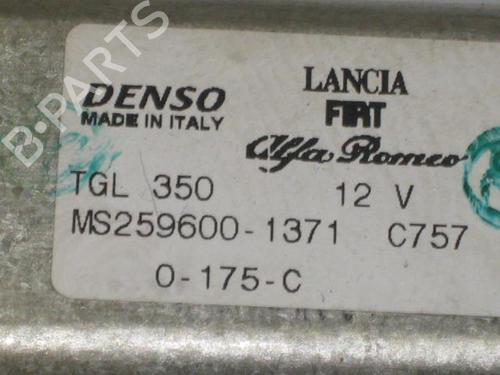 B-PARTS
DENSO
MADE IN ITALY
LANCIA
FIAT
Alfa Romeo
TGL 350 12 V
MS259600-1371 C757
0-175-C